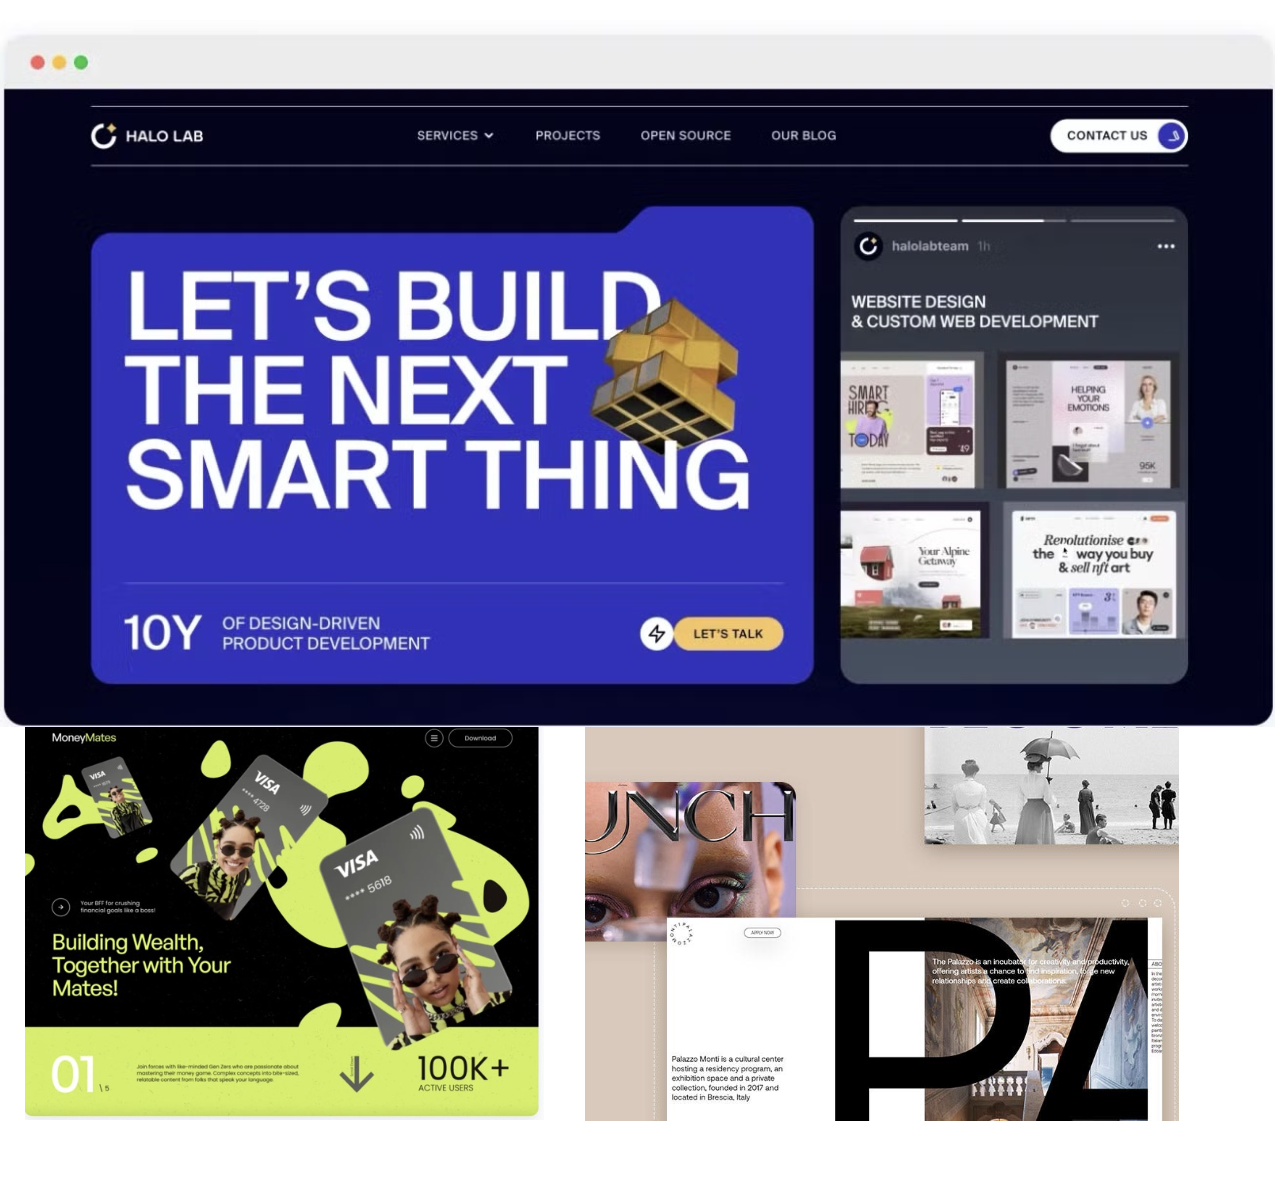 HALO LAB
SERVICES
PROJECTS
OPEN SOURCE
OUR BLOG
CONTACT US
LET’S BUILD
THE NEXT
SMART THING
10Y
OF DESIGN-DRIVEN
PRODUCT DEVELOPMENT
LET’S TALK
halolabteam 1h
WEBSITE DESIGN
& CUSTOM WEB DEVELOPMENT
SMART
HIRE
TODAY
HELPING
YOUR
EMOTIONS
95K
Your Alpine
Getaway
Revolutionise
the way you buy
& sell nft art
MoneyMates
Download
VISA
VISA
**** 4728
VISA
**** 5618
Your BFF for crushing
financial goals like a boss!
Building Wealth,
Together with Your
Mates!
01 \ 5
Join forces with like-minded Gen Zers who are passionate about
mastering their money game. Complex concepts into bite-sized,
relatable content from folks that speak your language.
100K+
ACTIVE USERS
UNCH
PALAZZO MONTI
APPLY NOW
PA
The Palazzo is an incubator for creativity and productivity,
offering artists a chance to find inspiration, forge new
relationships and create collaborations.
Palazzo Monti is a cultural center
hosting a residency program, an
exhibition space and a private
collection, founded in 2017 and
located in Brescia, Italy